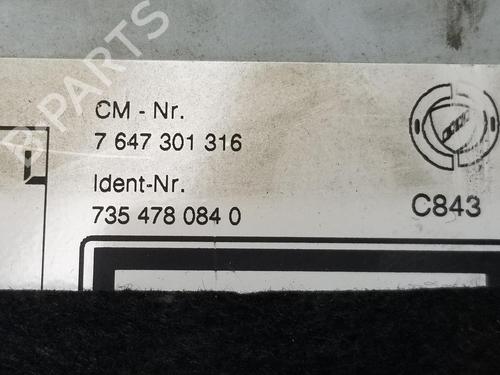 B PARTS
CM - Nr.
7 647 301 316
Ident-Nr.
735 478 084 0
C843